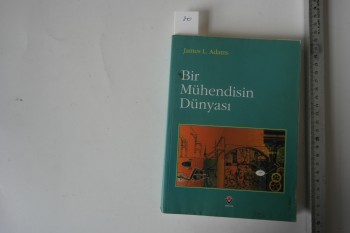 James L. Adams
Bir
Mühendisin
Dünyası